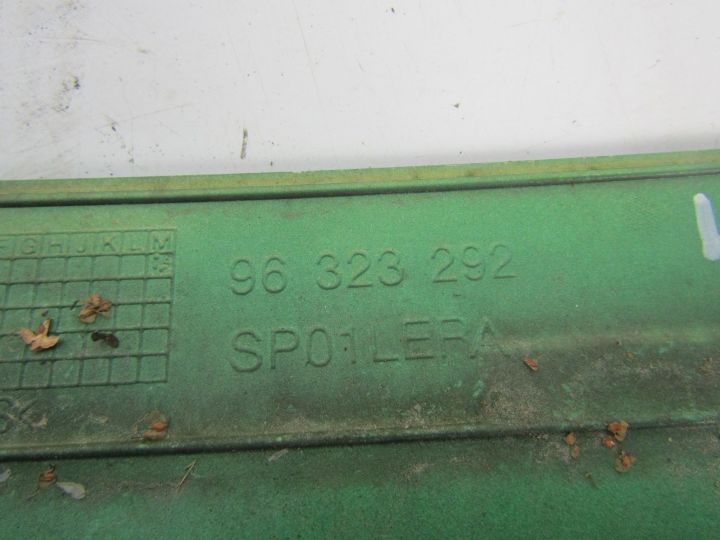 F G H J K L M
96 323 292
SP01LERA